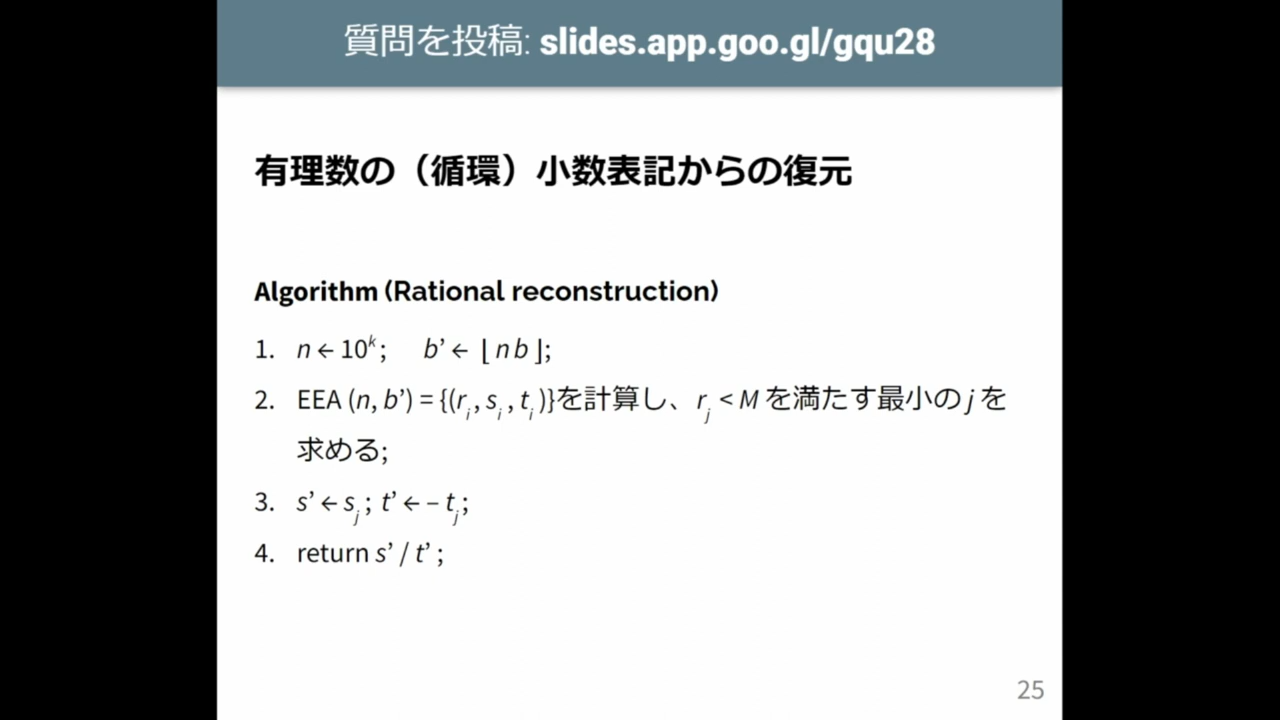 質問を投稿: slides.app.goo.gl/gqu28
有理数の（循環）小数表記からの復元
Algorithm (Rational reconstruction)
1. n ← 10^k ; b’ ← ⌊ n b ⌋;
2. EEA (n, b’) = {(r_i , s_i , t_i )}を計算し、r_j < M を満たす最小の j を
求める;
3. s’ ← s_j ; t’ ← – t_j ;
4. return s’ / t’ ;
25